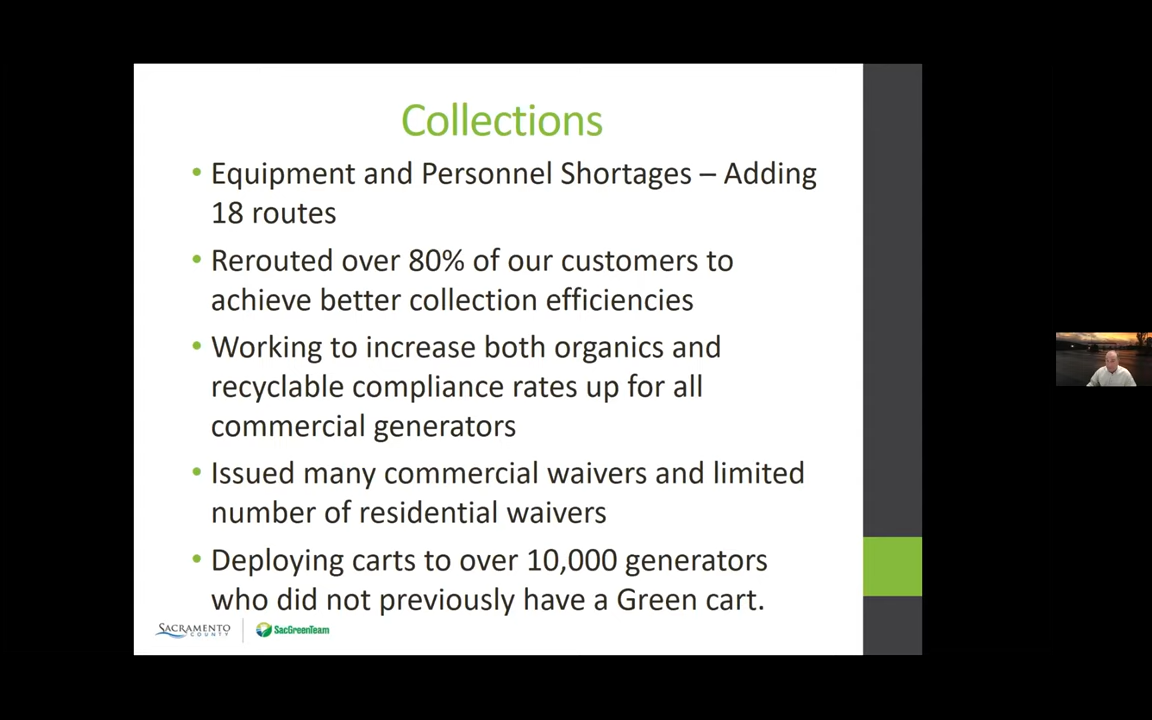 Collections
• Equipment and Personnel Shortages – Adding
18 routes
• Rerouted over 80% of our customers to
achieve better collection efficiencies
• Working to increase both organics and
recyclable compliance rates up for all
commercial generators
• Issued many commercial waivers and limited
number of residential waivers
• Deploying carts to over 10,000 generators
who did not previously have a Green cart.
SACRAMENTO
COUNTY
SacGreenTeam